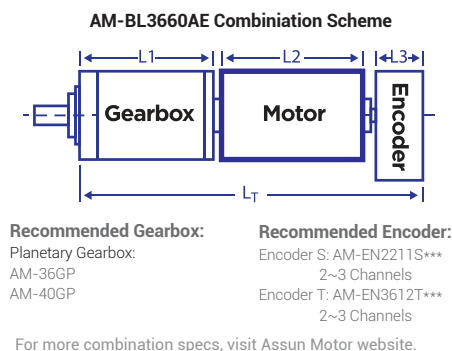 AM-BL3660AE Combiniation Scheme
L1 L2 L3
Gearbox Motor Encoder
LT
Recommended Gearbox:
Planetary Gearbox:
AM-36GP
AM-40GP
Recommended Encoder:
Encoder S: AM-EN2211S***
2~3 Channels
Encoder T: AM-EN3612T***
2~3 Channels
For more combination specs, visit Assun Motor website.